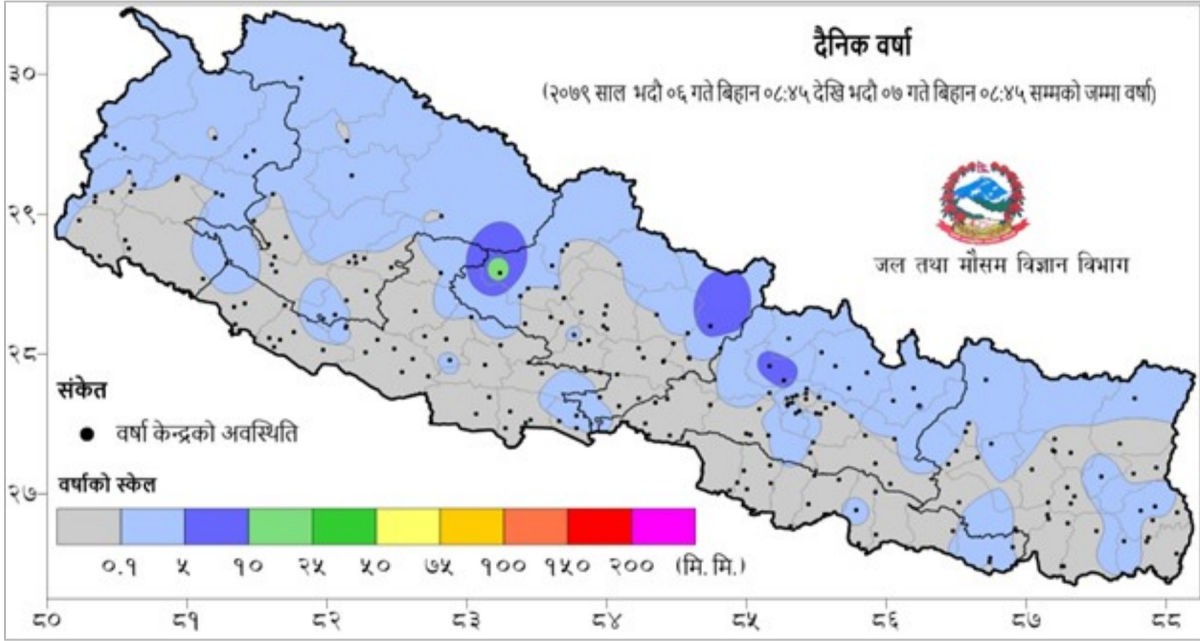 दैनिक वर्षा
(२०७९ साल भदौ ०६ गते बिहान ०८:४५ देखि भदौ ०७ गते बिहान ०८:४५ सम्मको जम्मा वर्षा)
जल तथा मौसम विज्ञान विभाग
३०
२९
२८
२७
संकेत
वर्षा केन्द्रको अवस्थिति
वर्षाको स्केल
०.१ ५ १० २५ ५० ७५ १०० १५० २०० (मि.मि.)
८० ८१ ८२ ८३ ८४ ८५ ८६ ८७ ८८